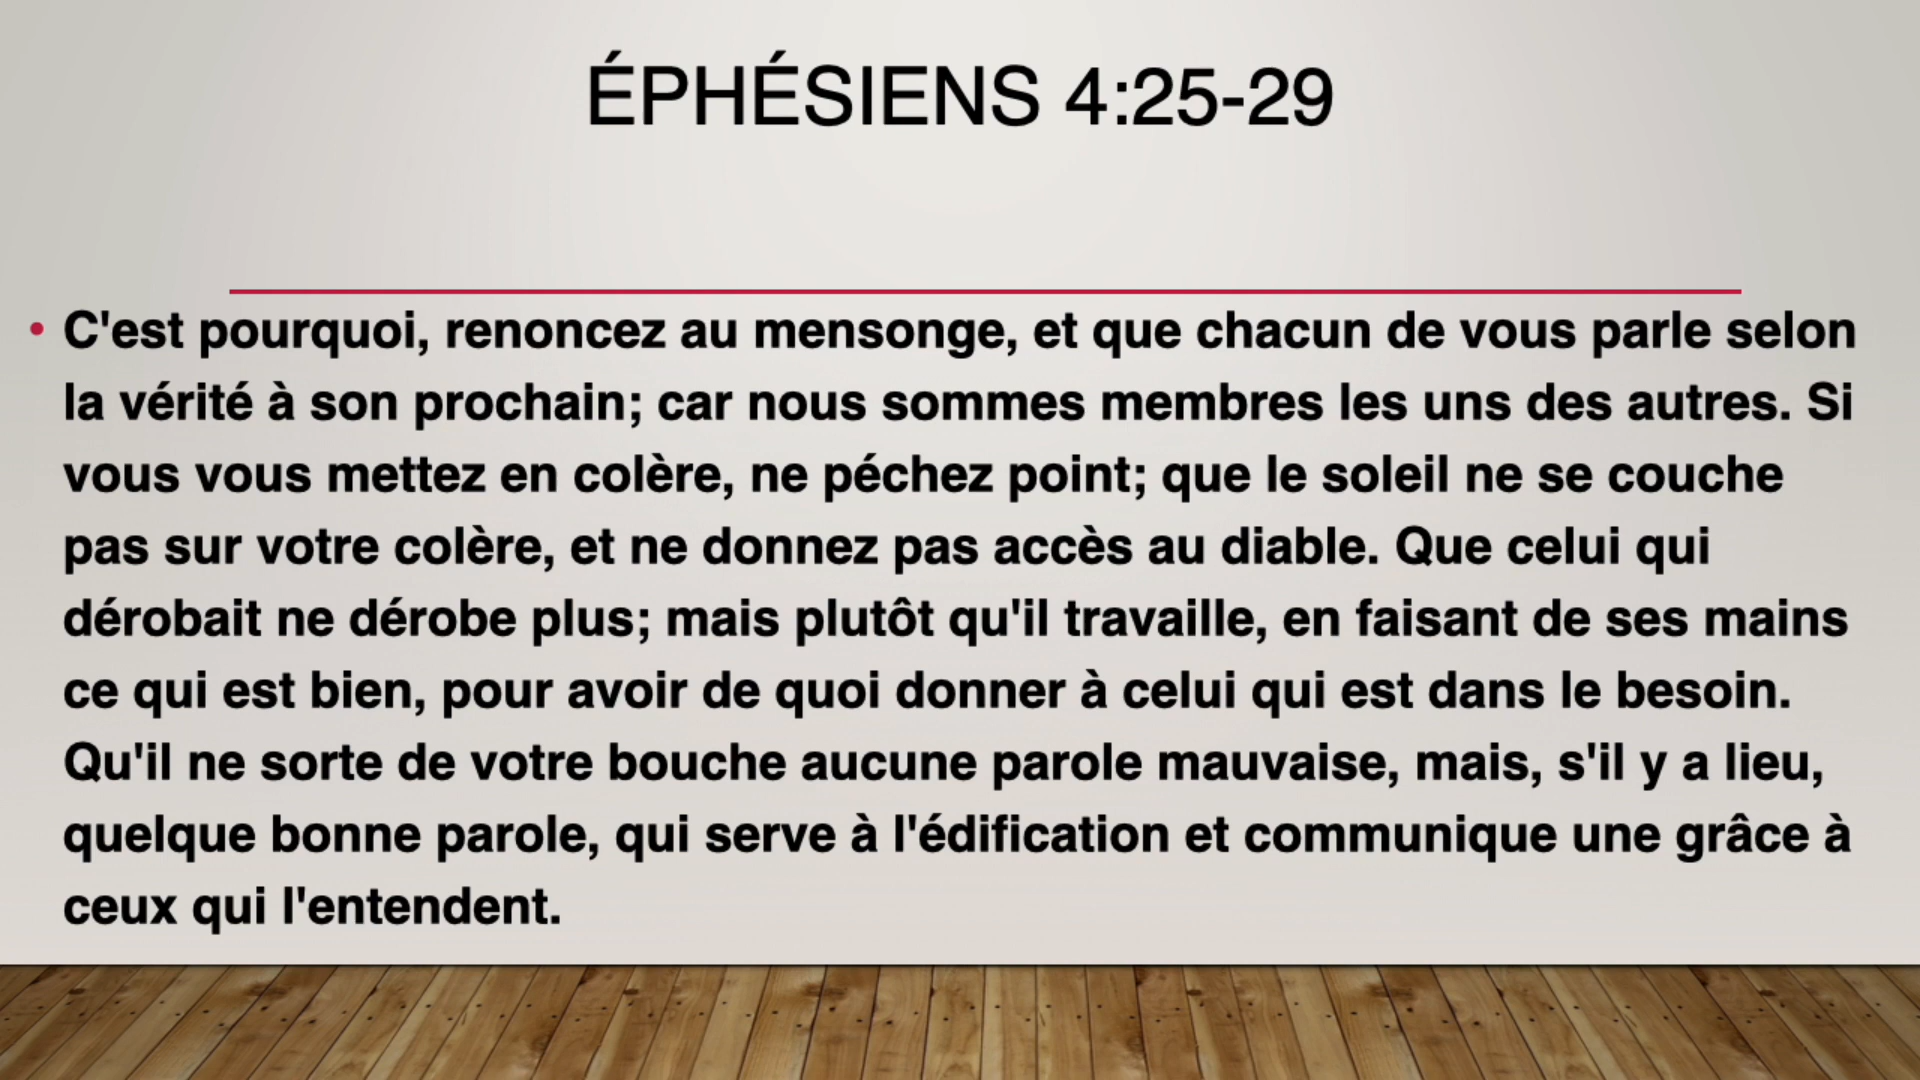 ÉPHÉSIENS 4:25-29
• C'est pourquoi, renoncez au mensonge, et que chacun de vous parle selon
la vérité à son prochain; car nous sommes membres les uns des autres. Si
vous vous mettez en colère, ne péchez point; que le soleil ne se couche
pas sur votre colère, et ne donnez pas accès au diable. Que celui qui
dérobait ne dérobe plus; mais plutôt qu'il travaille, en faisant de ses mains
ce qui est bien, pour avoir de quoi donner à celui qui est dans le besoin.
Qu'il ne sorte de votre bouche aucune parole mauvaise, mais, s'il y a lieu,
quelque bonne parole, qui serve à l'édification et communique une grâce à
ceux qui l'entendent.